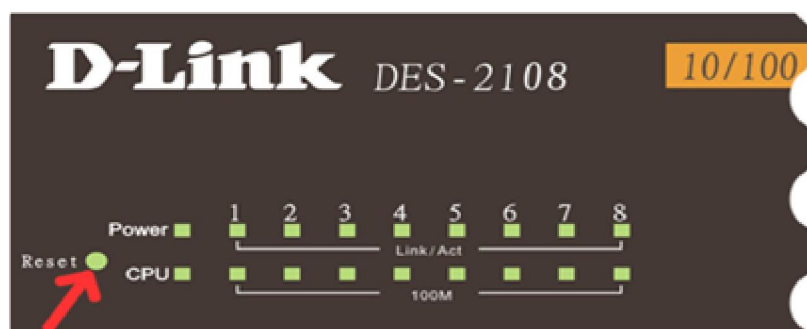 D-Link DES-2108 10/100
1 2 3 4 5 6 7 8
Power
Link/Act
Reset
CPU
100M